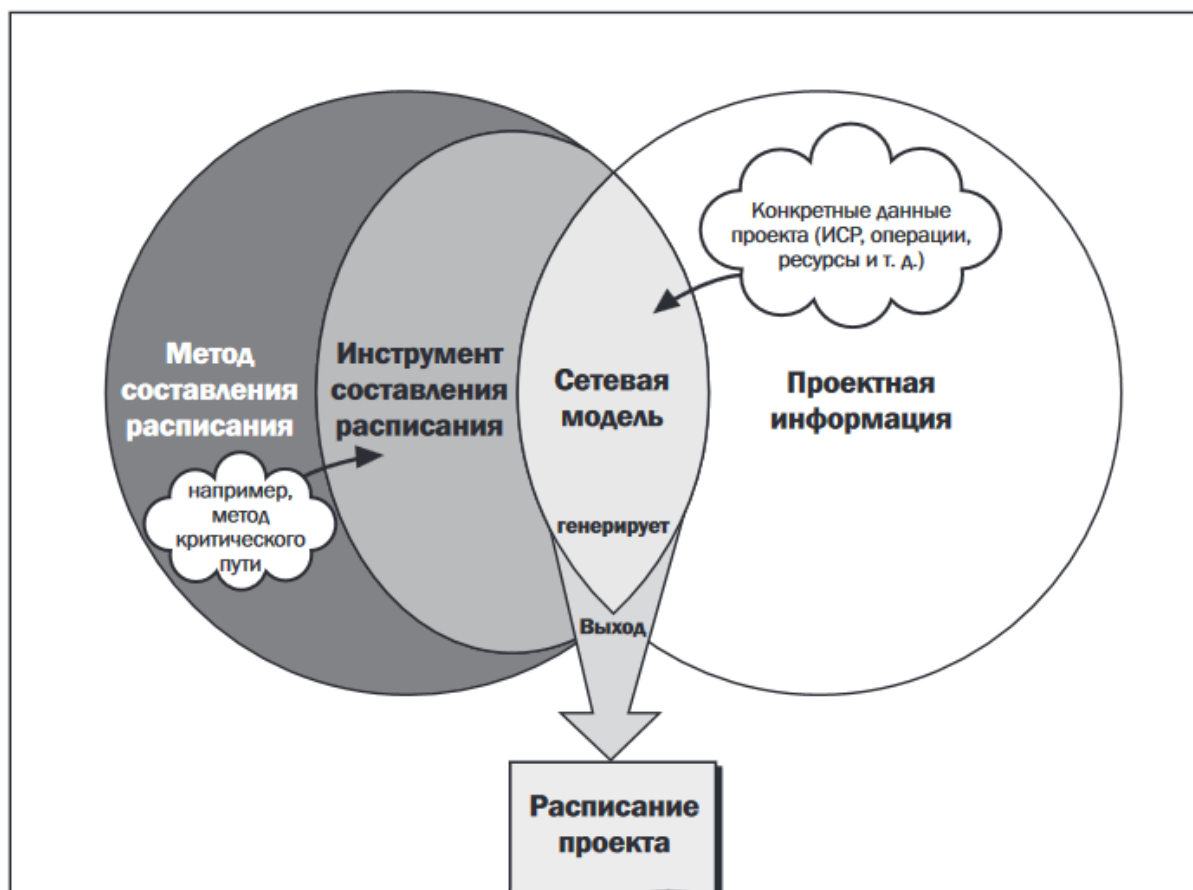 Конкретные данные
проекта (ИСР, операции,
ресурсы и т. д.)
Метод
составления
расписания
Инструмент
составления
расписания
Сетевая
модель
Проектная
информация
например,
метод
критического
пути
генерирует
Выход
Расписание
проекта